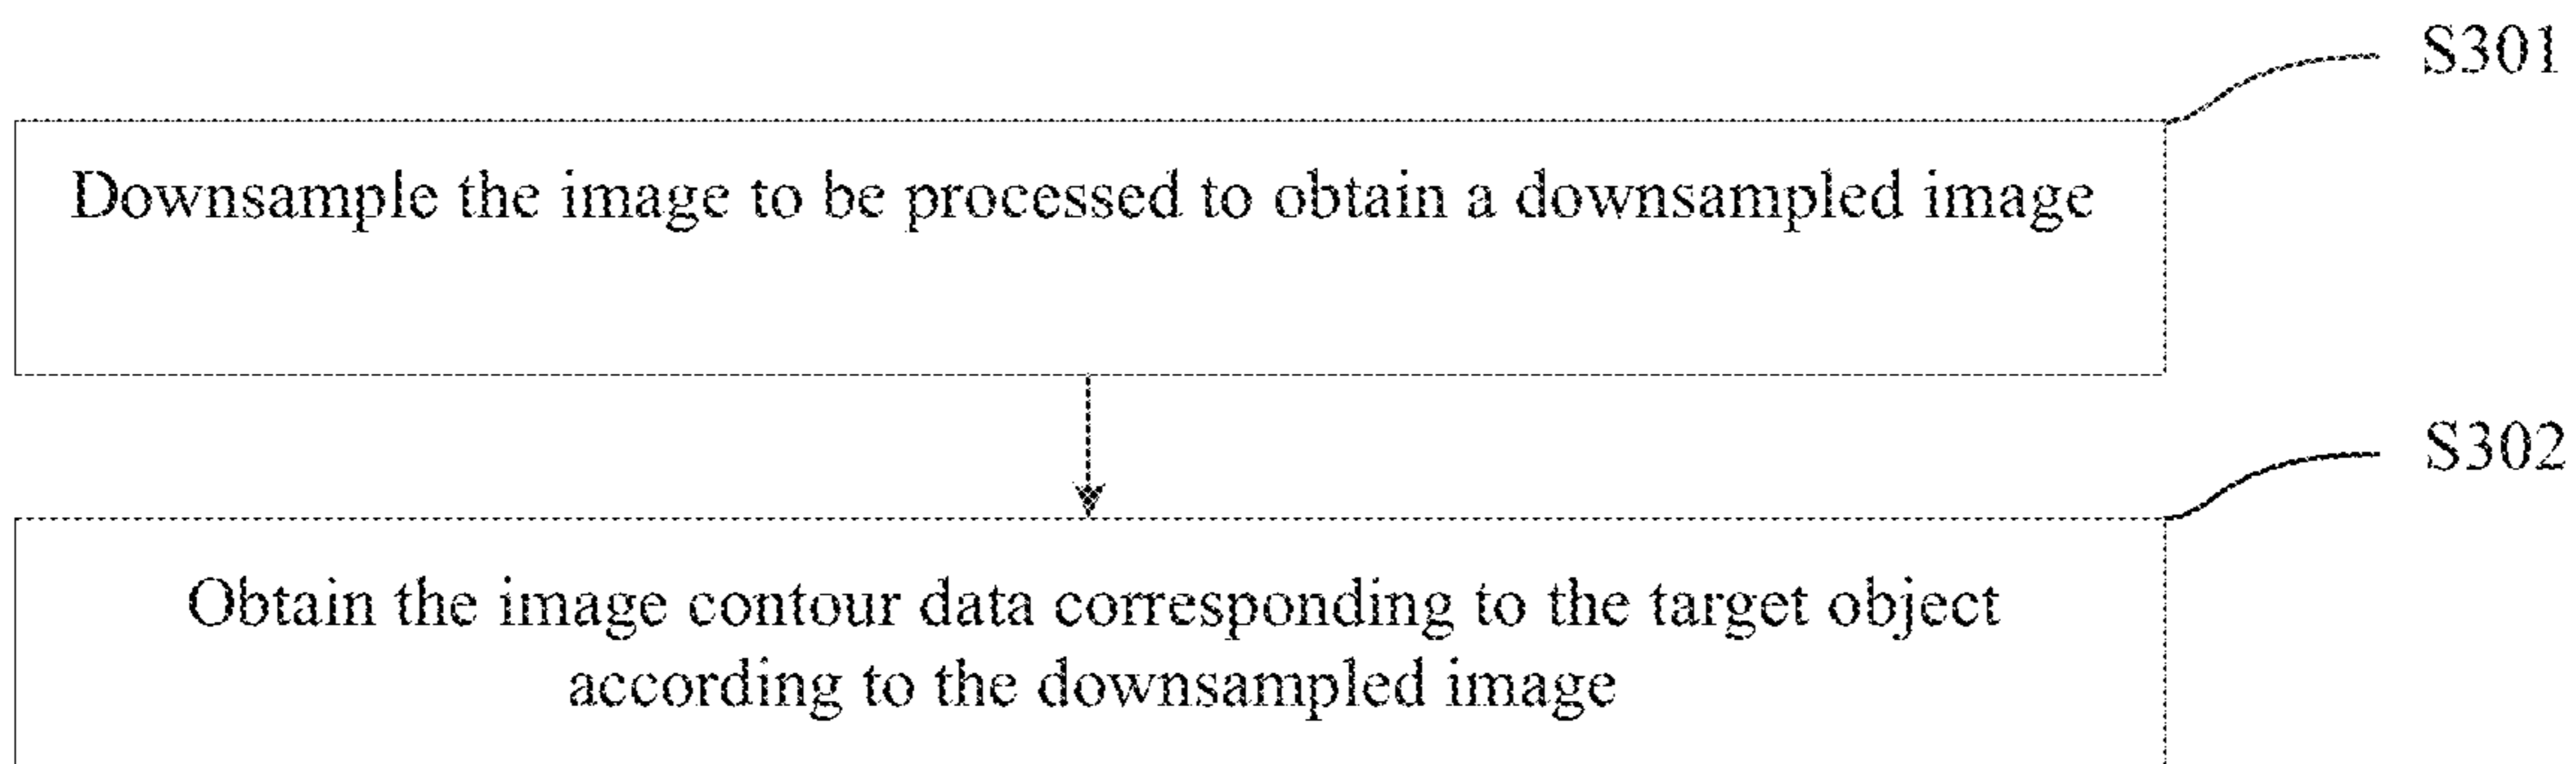 S301
Downsample the image to be processed to obtain a downsampled image
S302
Obtain the image contour data corresponding to the target object
according to the downsampled image